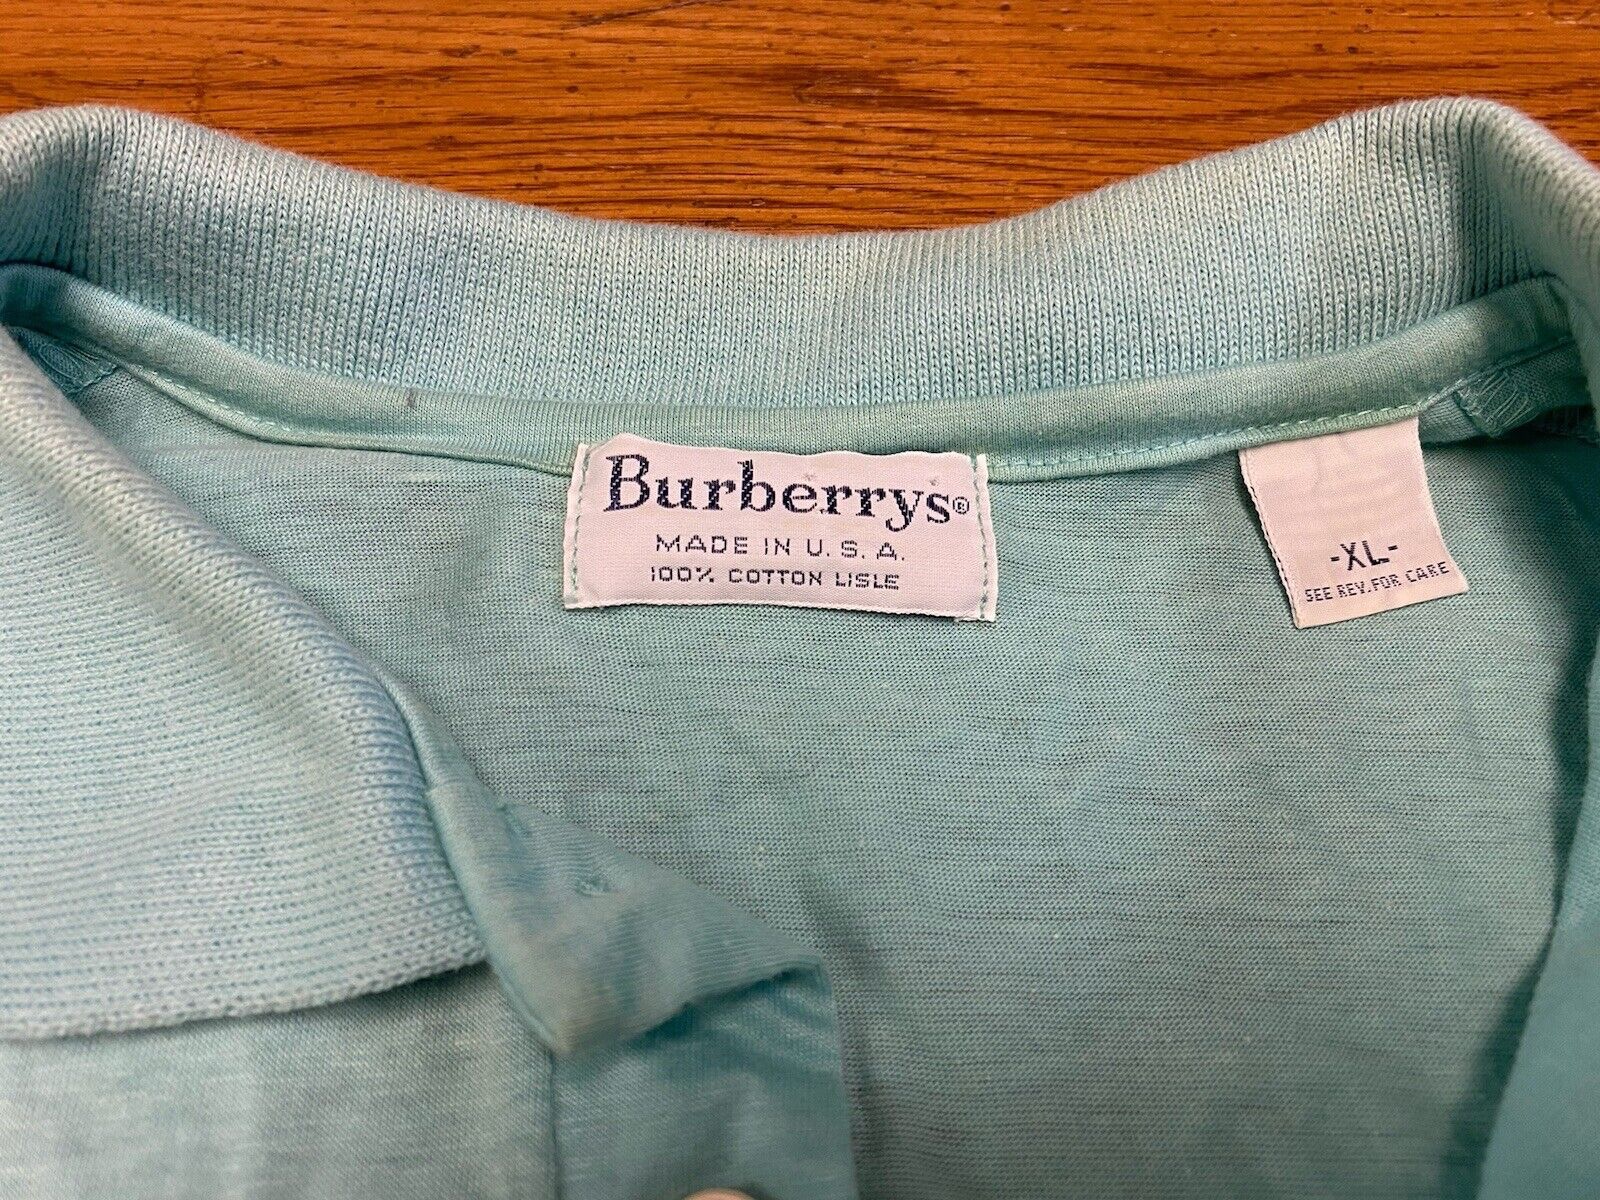 Burberrys®
MADE IN U.S.A.
100% COTTON LISLE
-XL-
SEE REV. FOR CARE